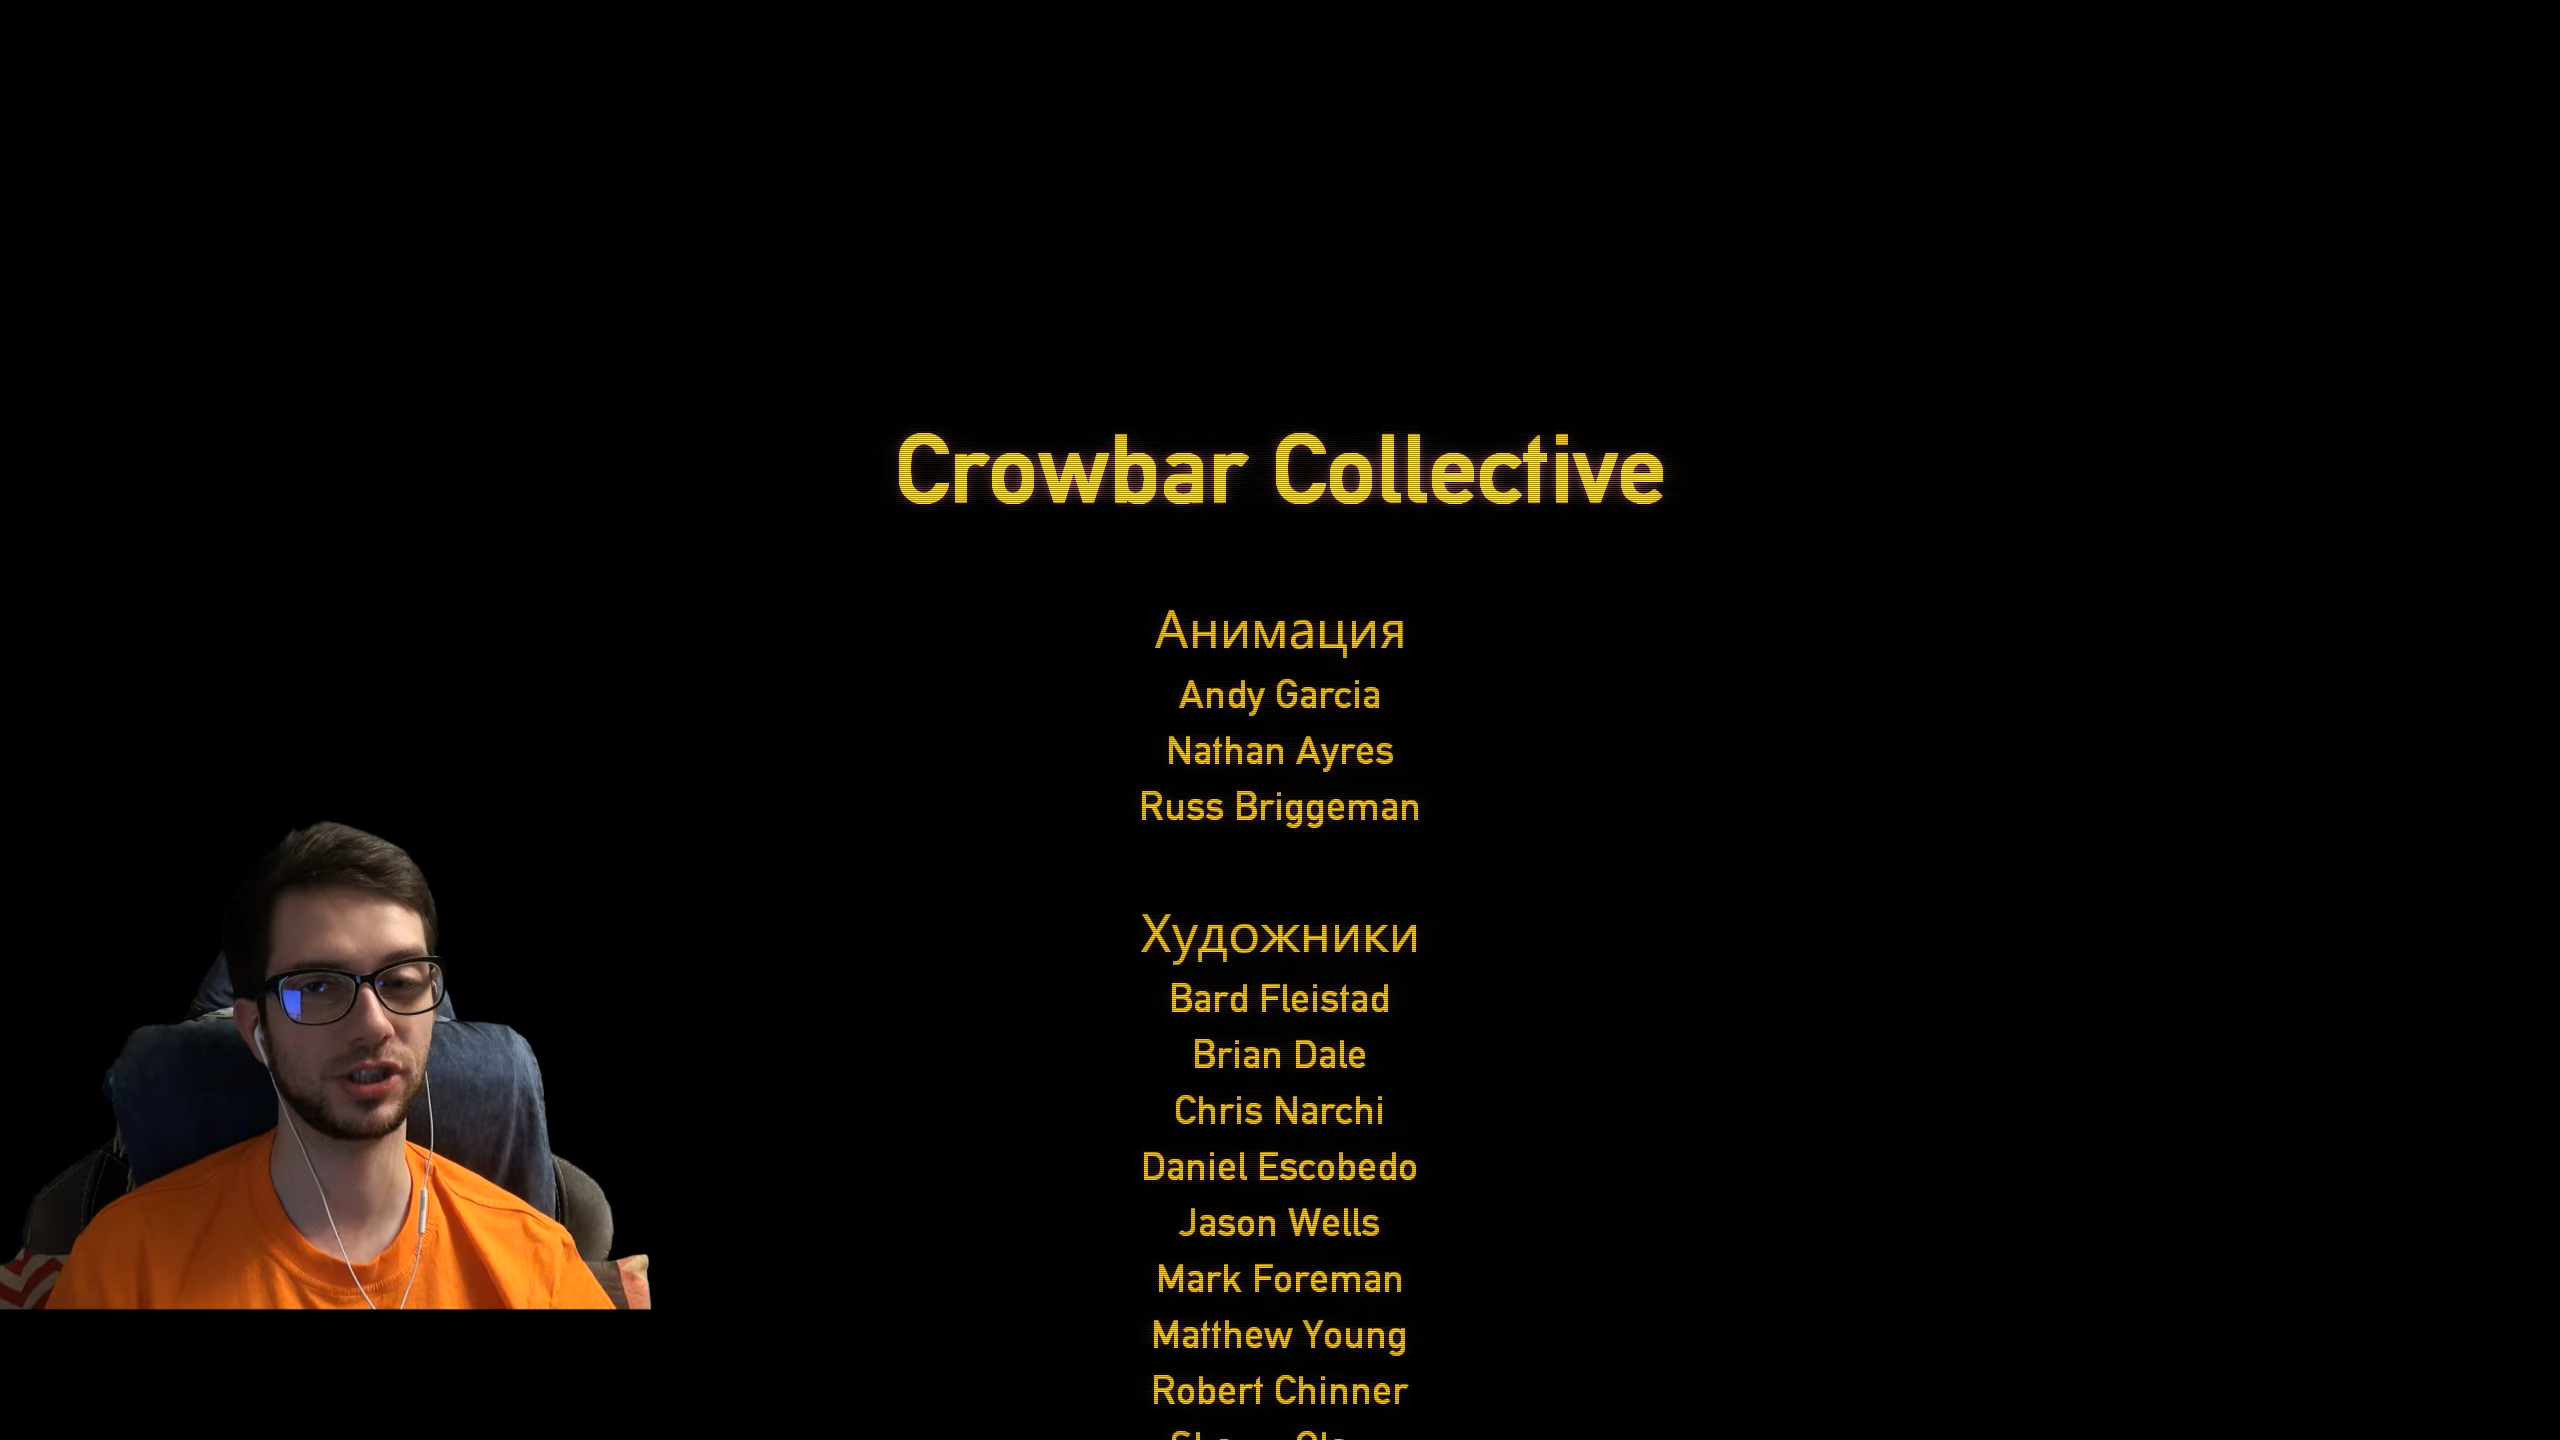 Crowbar Collective
Анимация
Andy Garcia
Nathan Ayres
Russ Briggeman
Художники
Bard Fleistad
Brian Dale
Chris Narchi
Daniel Escobedo
Jason Wells
Mark Foreman
Matthew Young
Robert Chinner